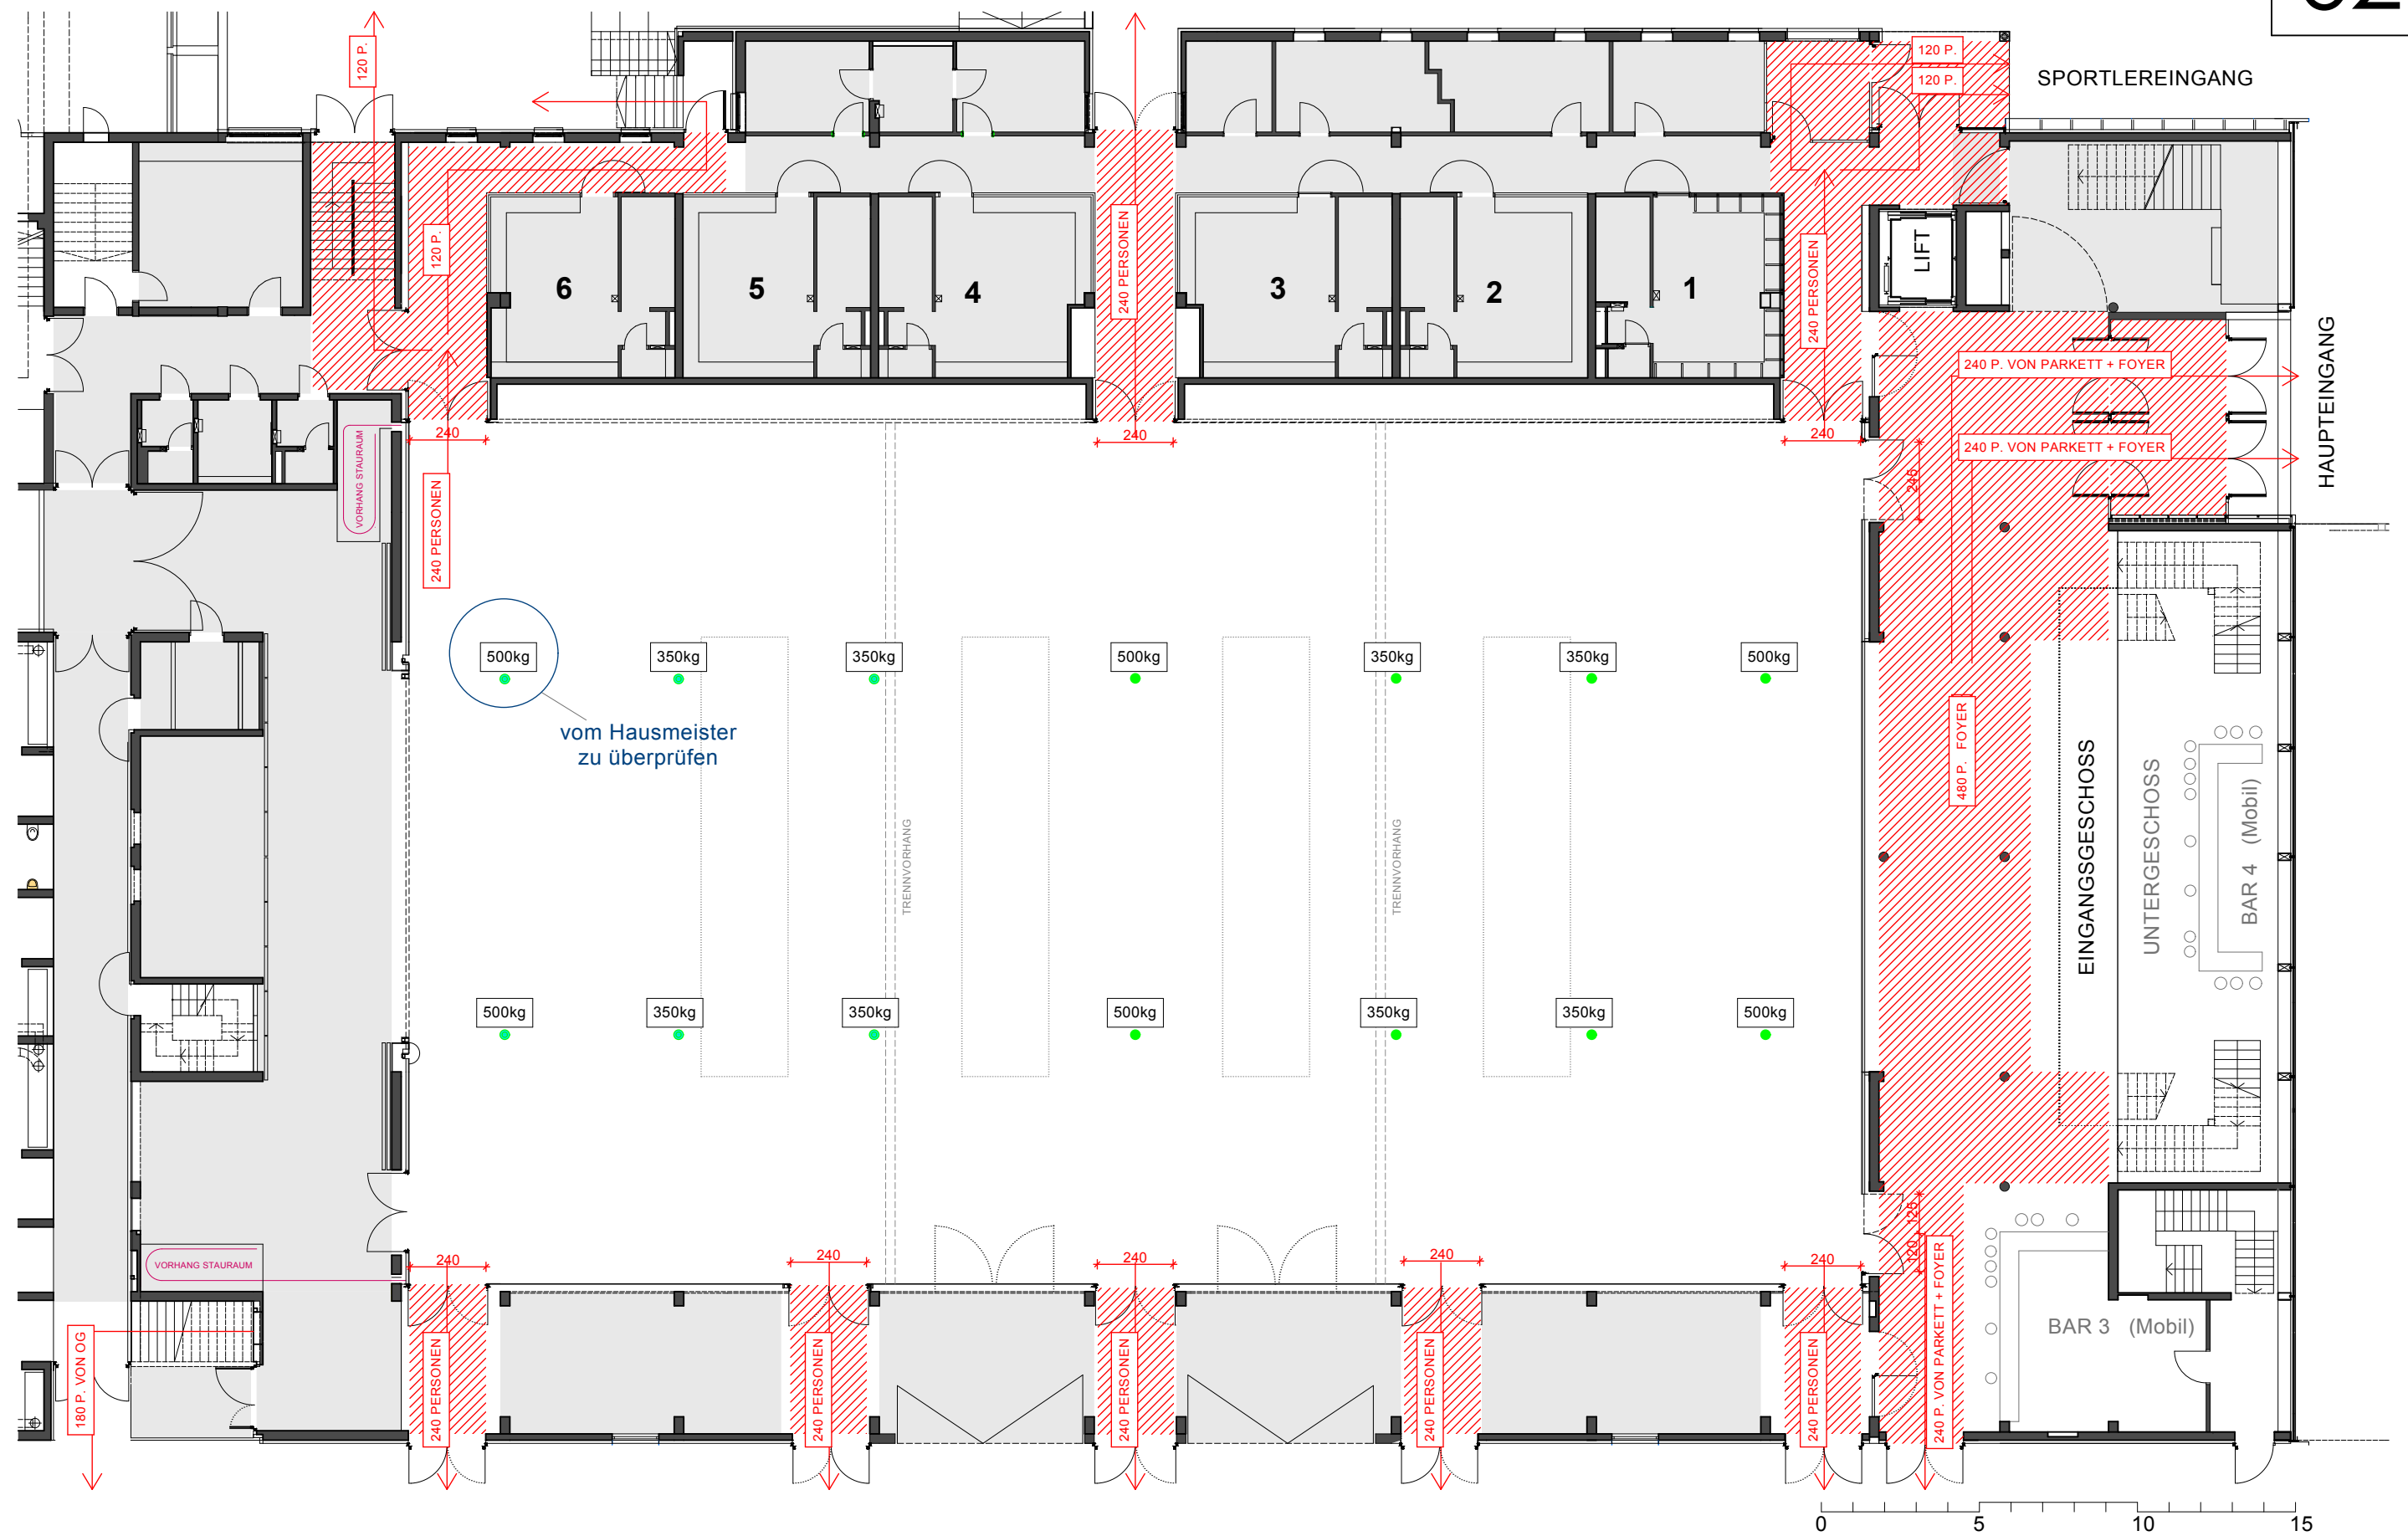 120 P.
120 P.
120 P.
SPORTLEREINGANG
120 P.
240 PERSONEN
240 PERSONEN
LIFT
6
5
4
3
2
1
HAUPTEINGANG
240 P. VON PARKETT + FOYER
240 P. VON PARKETT + FOYER
240
240
240
245
VORHANG STAURAUM
240 PERSONEN
500kg
350kg
350kg
500kg
350kg
350kg
500kg
vom Hausmeister
zu überprüfen
480 P. FOYER
EINGANGSGESCHOSS
UNTERGESCHOSS
BAR 4 (Mobil)
TRENNVORHANG
TRENNVORHANG
500kg
350kg
350kg
500kg
350kg
350kg
500kg
125
120
VORHANG STAURAUM
240
240
240
240
240
240 P. VON PARKETT + FOYER
BAR 3 (Mobil)
180 P. VON OG
240 PERSONEN
240 PERSONEN
240 PERSONEN
240 PERSONEN
240 PERSONEN
0 5 10 15